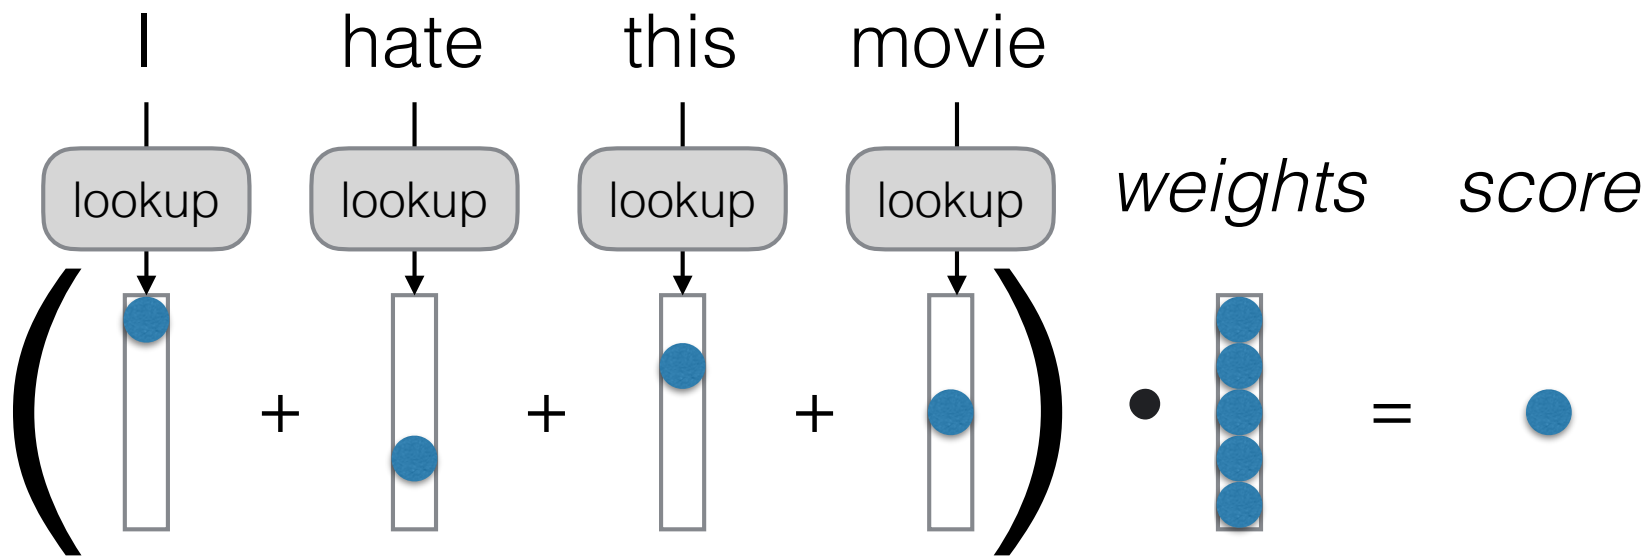 I hate this movie
lookup lookup lookup lookup weights score
( + + + ) • =